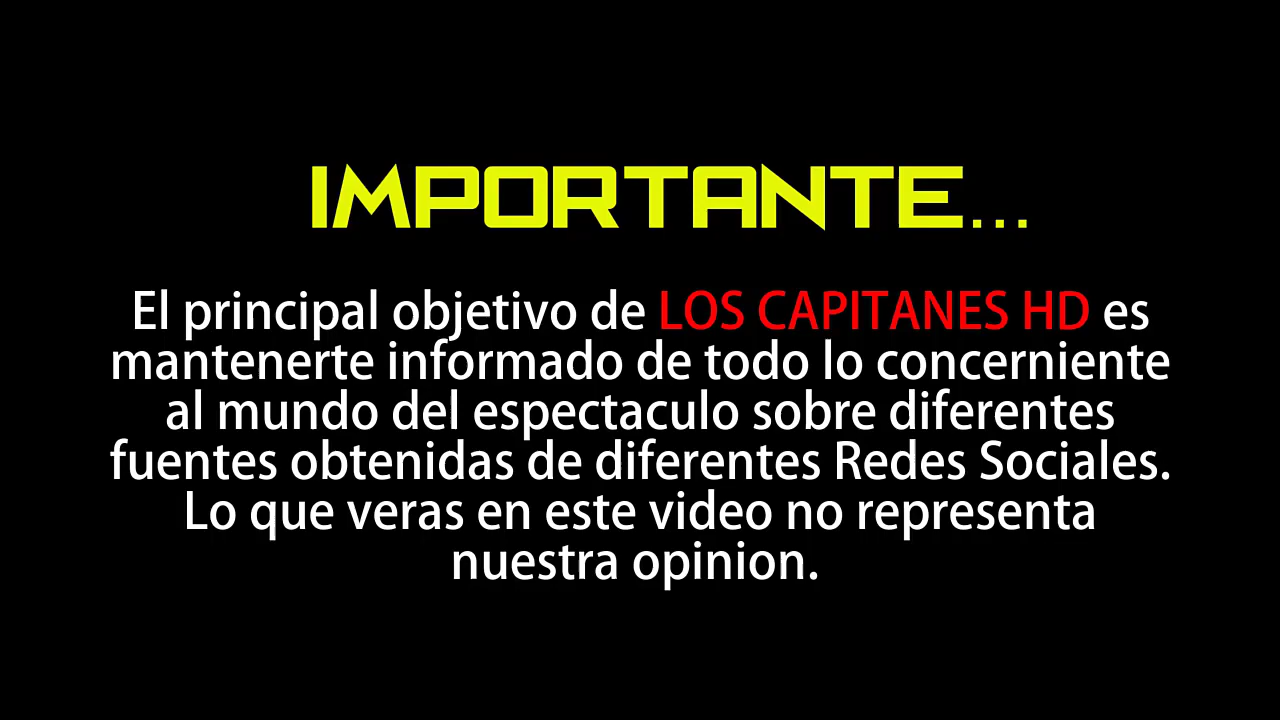 IMPORTANTE...
El principal objetivo de LOS CAPITANES HD es
mantenerte informado de todo lo concerniente
al mundo del espectaculo sobre diferentes
fuentes obtenidas de diferentes Redes Sociales.
Lo que veras en este video no representa
nuestra opinion.